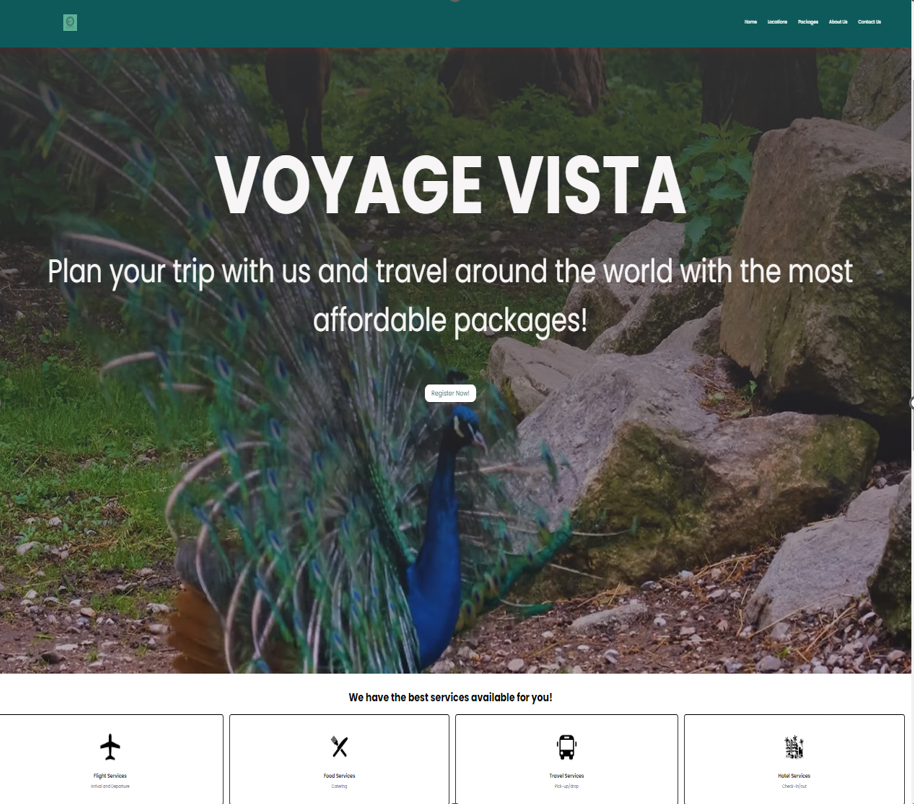 Home Locations Packages About Us Contact Us
VOYAGE VISTA
Plan your trip with us and travel around the world with the most
affordable packages!
Register Now!
We have the best services available for you!
Flight Services
Arrival and Departure
Food Services
Catering
Travel Services
Pick-up/drop
Hotel Services
Check-in/out